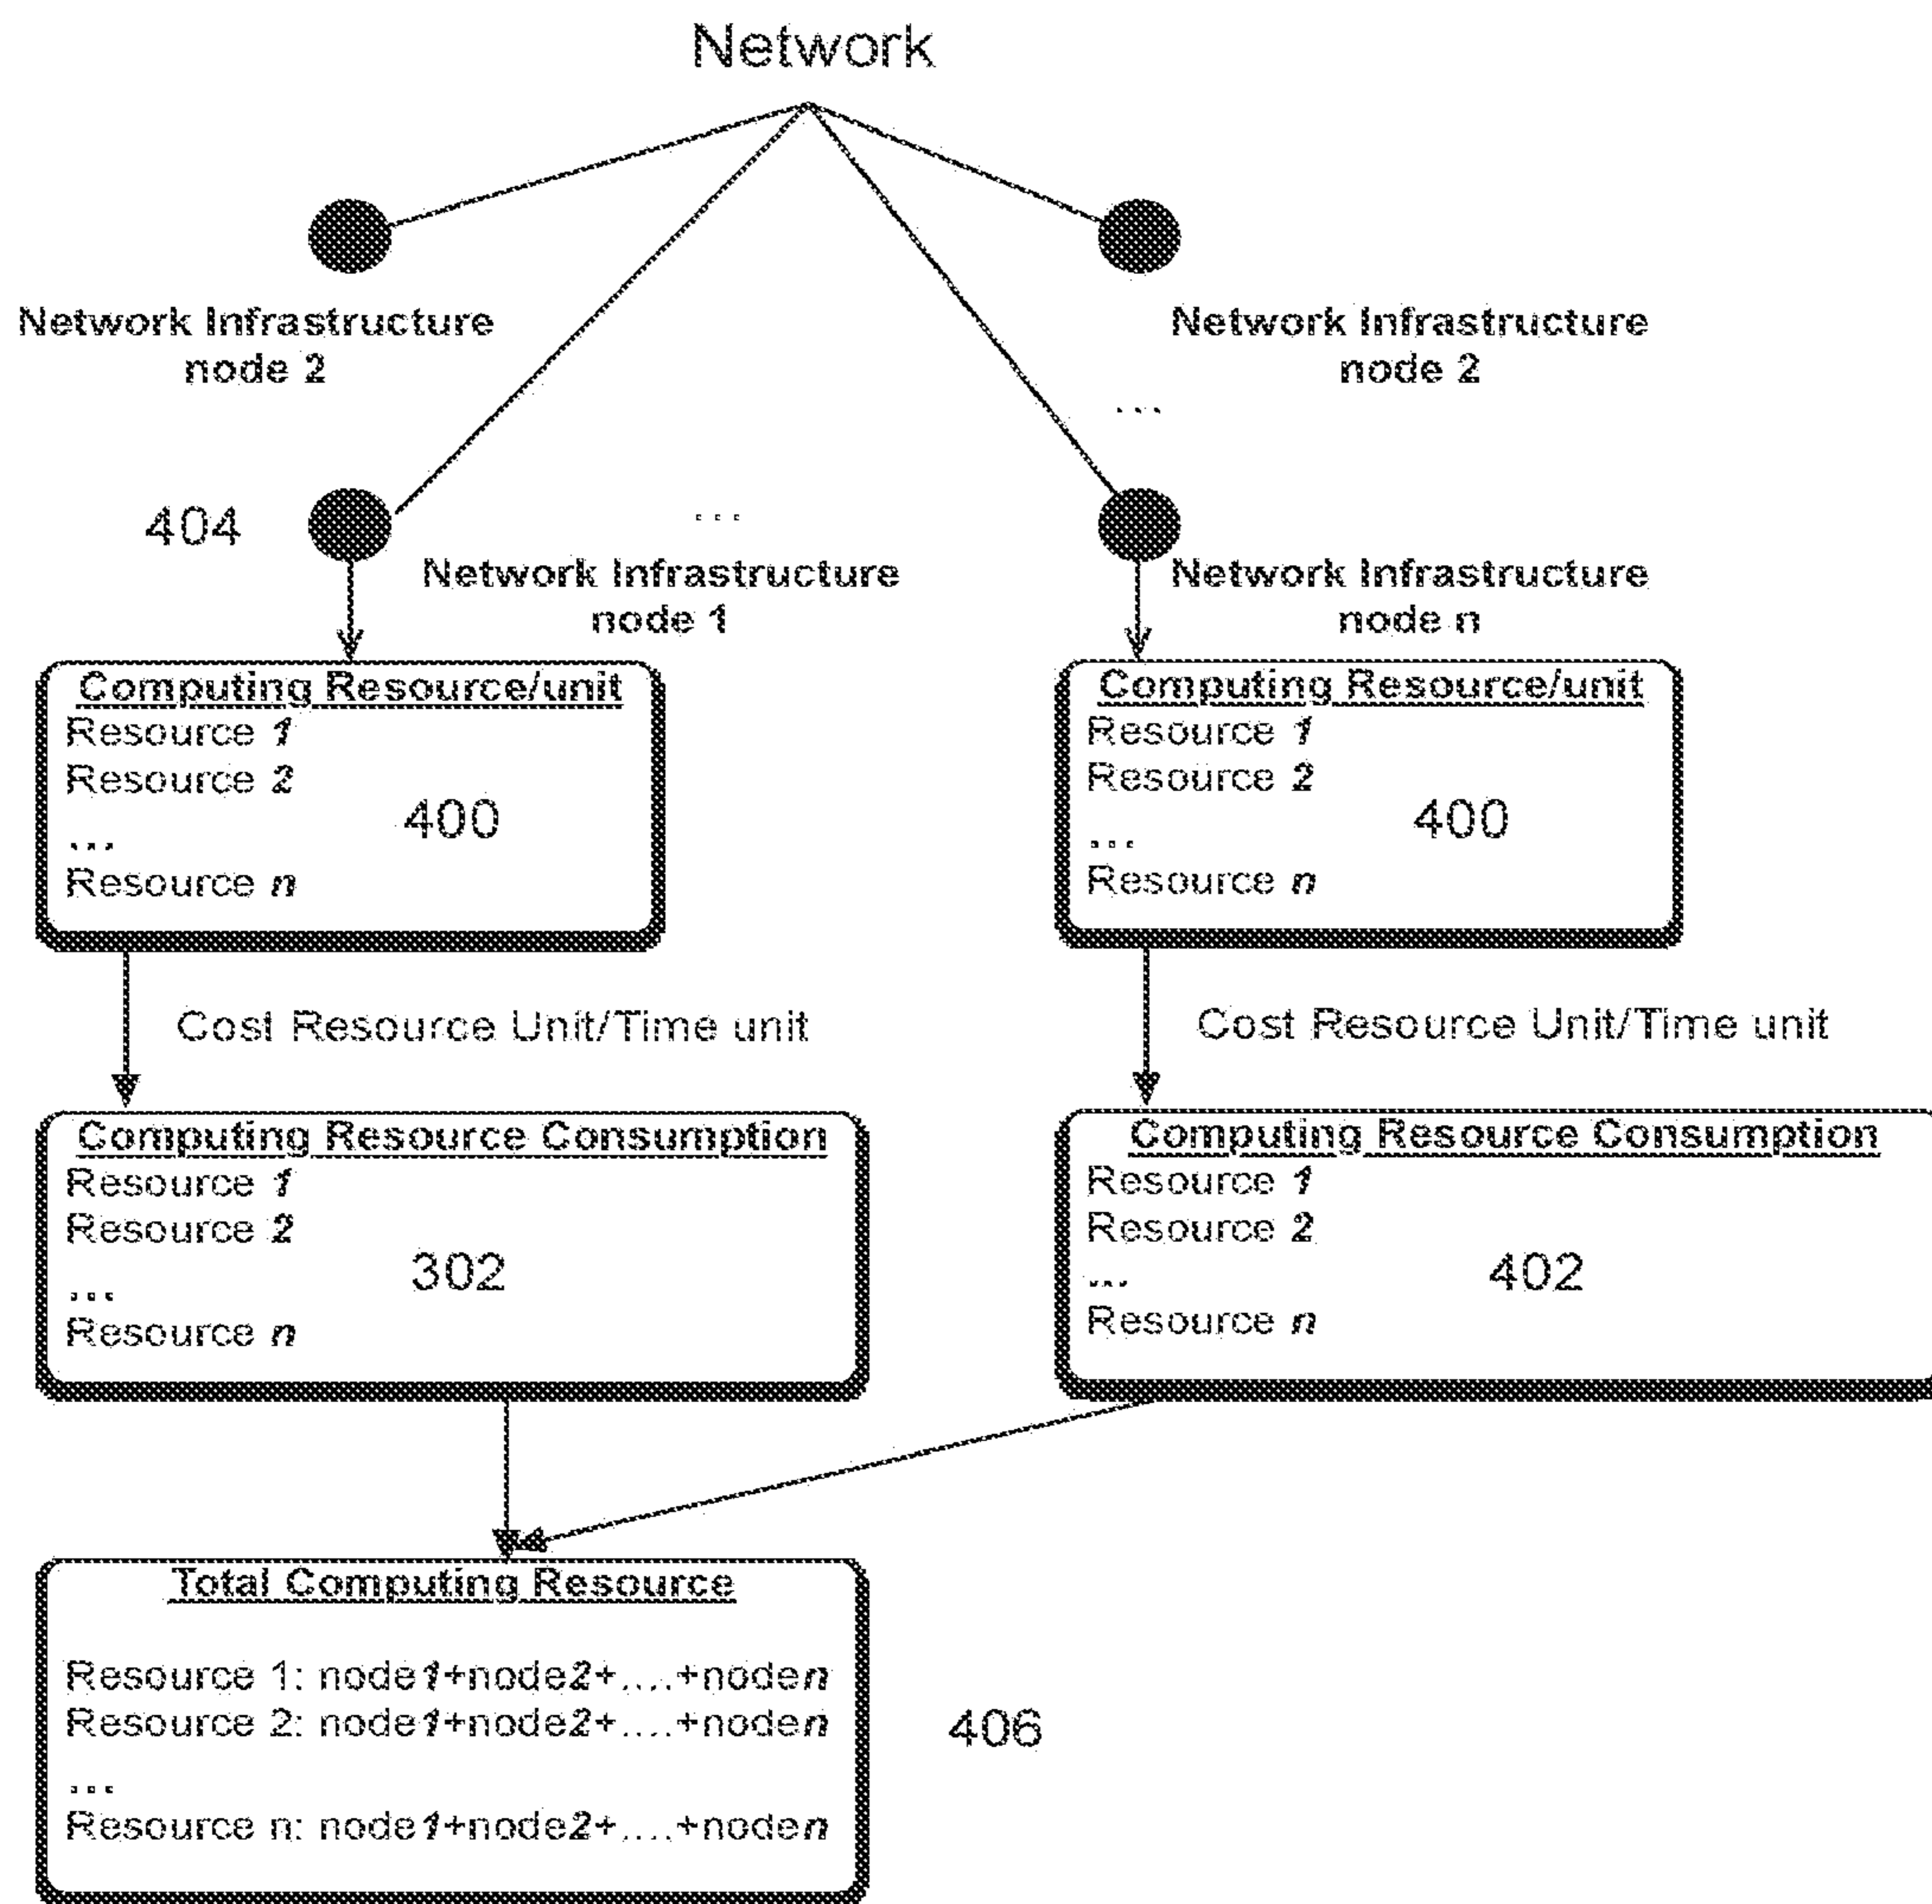 Network
Network Infrastructure
node 2
Network Infrastructure
node 2
...
404
...
Network Infrastructure
node 1
Network Infrastructure
node n
Computing Resource/unit
Resource 1
Resource 2
400
...
Resource n
Computing Resource/unit
Resource 1
Resource 2
400
...
Resource n
Cost Resource Unit/Time unit
Cost Resource Unit/Time unit
Computing Resource Consumption
Resource 1
Resource 2
302
...
Resource n
Computing Resource Consumption
Resource 1
Resource 2
402
...
Resource n
Total Computing Resource
Resource 1: node1+node2+....+noden
Resource 2: node1+node2+....+noden
...
Resource n: node1+node2+....+noden
406